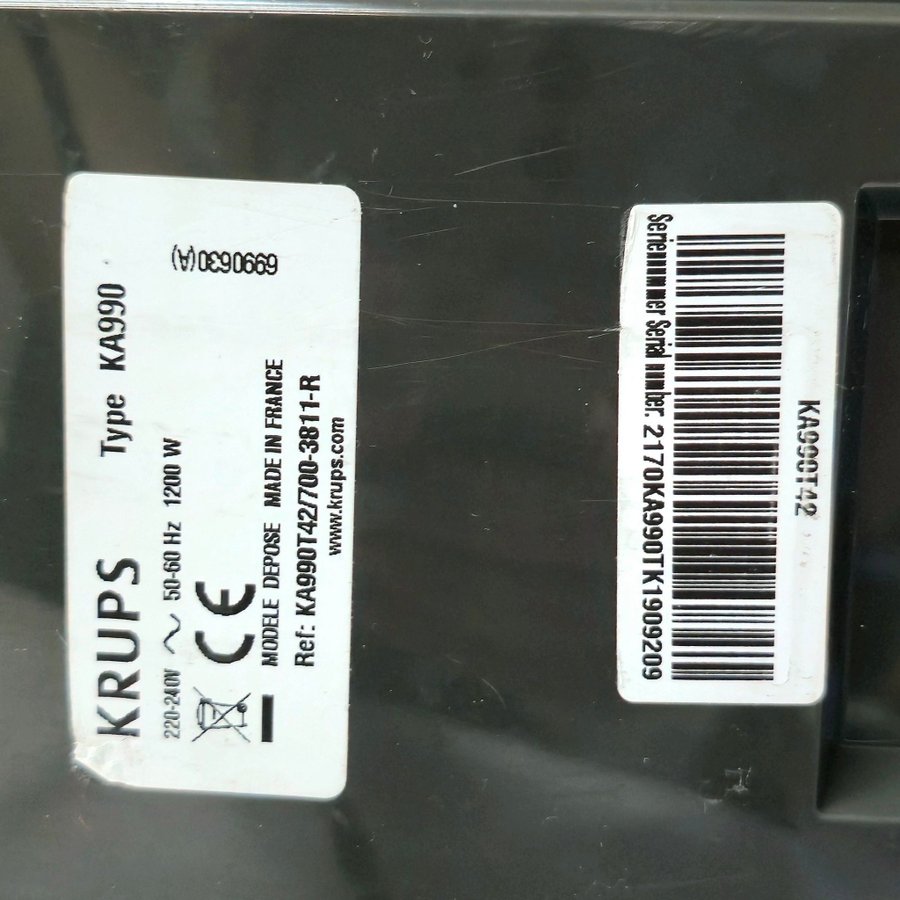 KRUPS Type KA990
220-240V ~ 50-60 Hz 1200 W
6990630(A)
CE
MODELE DEPOSE MADE IN FRANCE
Ref: KA990T42/700-3811-R
www.krups.com
Seriennummer Serial number: 2170KA990TK1909209
KA990T42